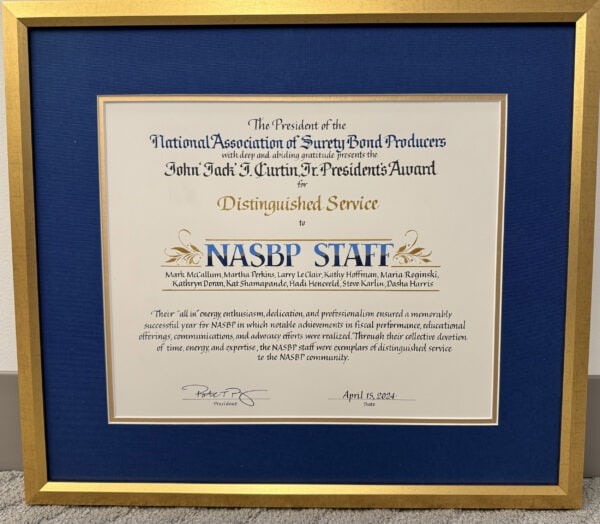 The President of the
National Association of Surety Bond Producers
with deep and abiding gratitude presents the
John "Jack" J. Curtin, Jr. President's Award
for
Distinguished Service
to
NASBP STAFF
Mark McCallum, Martha Perkins, Larry LeClair, Kathy Hoffman, Maria Roginski,
Kathryn Doran, Kat Shamapande, Hadi Heneveld, Steve Karlin, Dasha Harris
Their "all in" energy, enthusiasm, dedication, and professionalism ensured a memorably
successful year for NASBP in which notable achievements in fiscal performance, educational
offerings, communications, and advocacy efforts were realized. Through their collective devotion
of time, energy, and expertise, the NASBP staff were exemplars of distinguished service
to the NASBP community.
April 15, 2024
President
Date